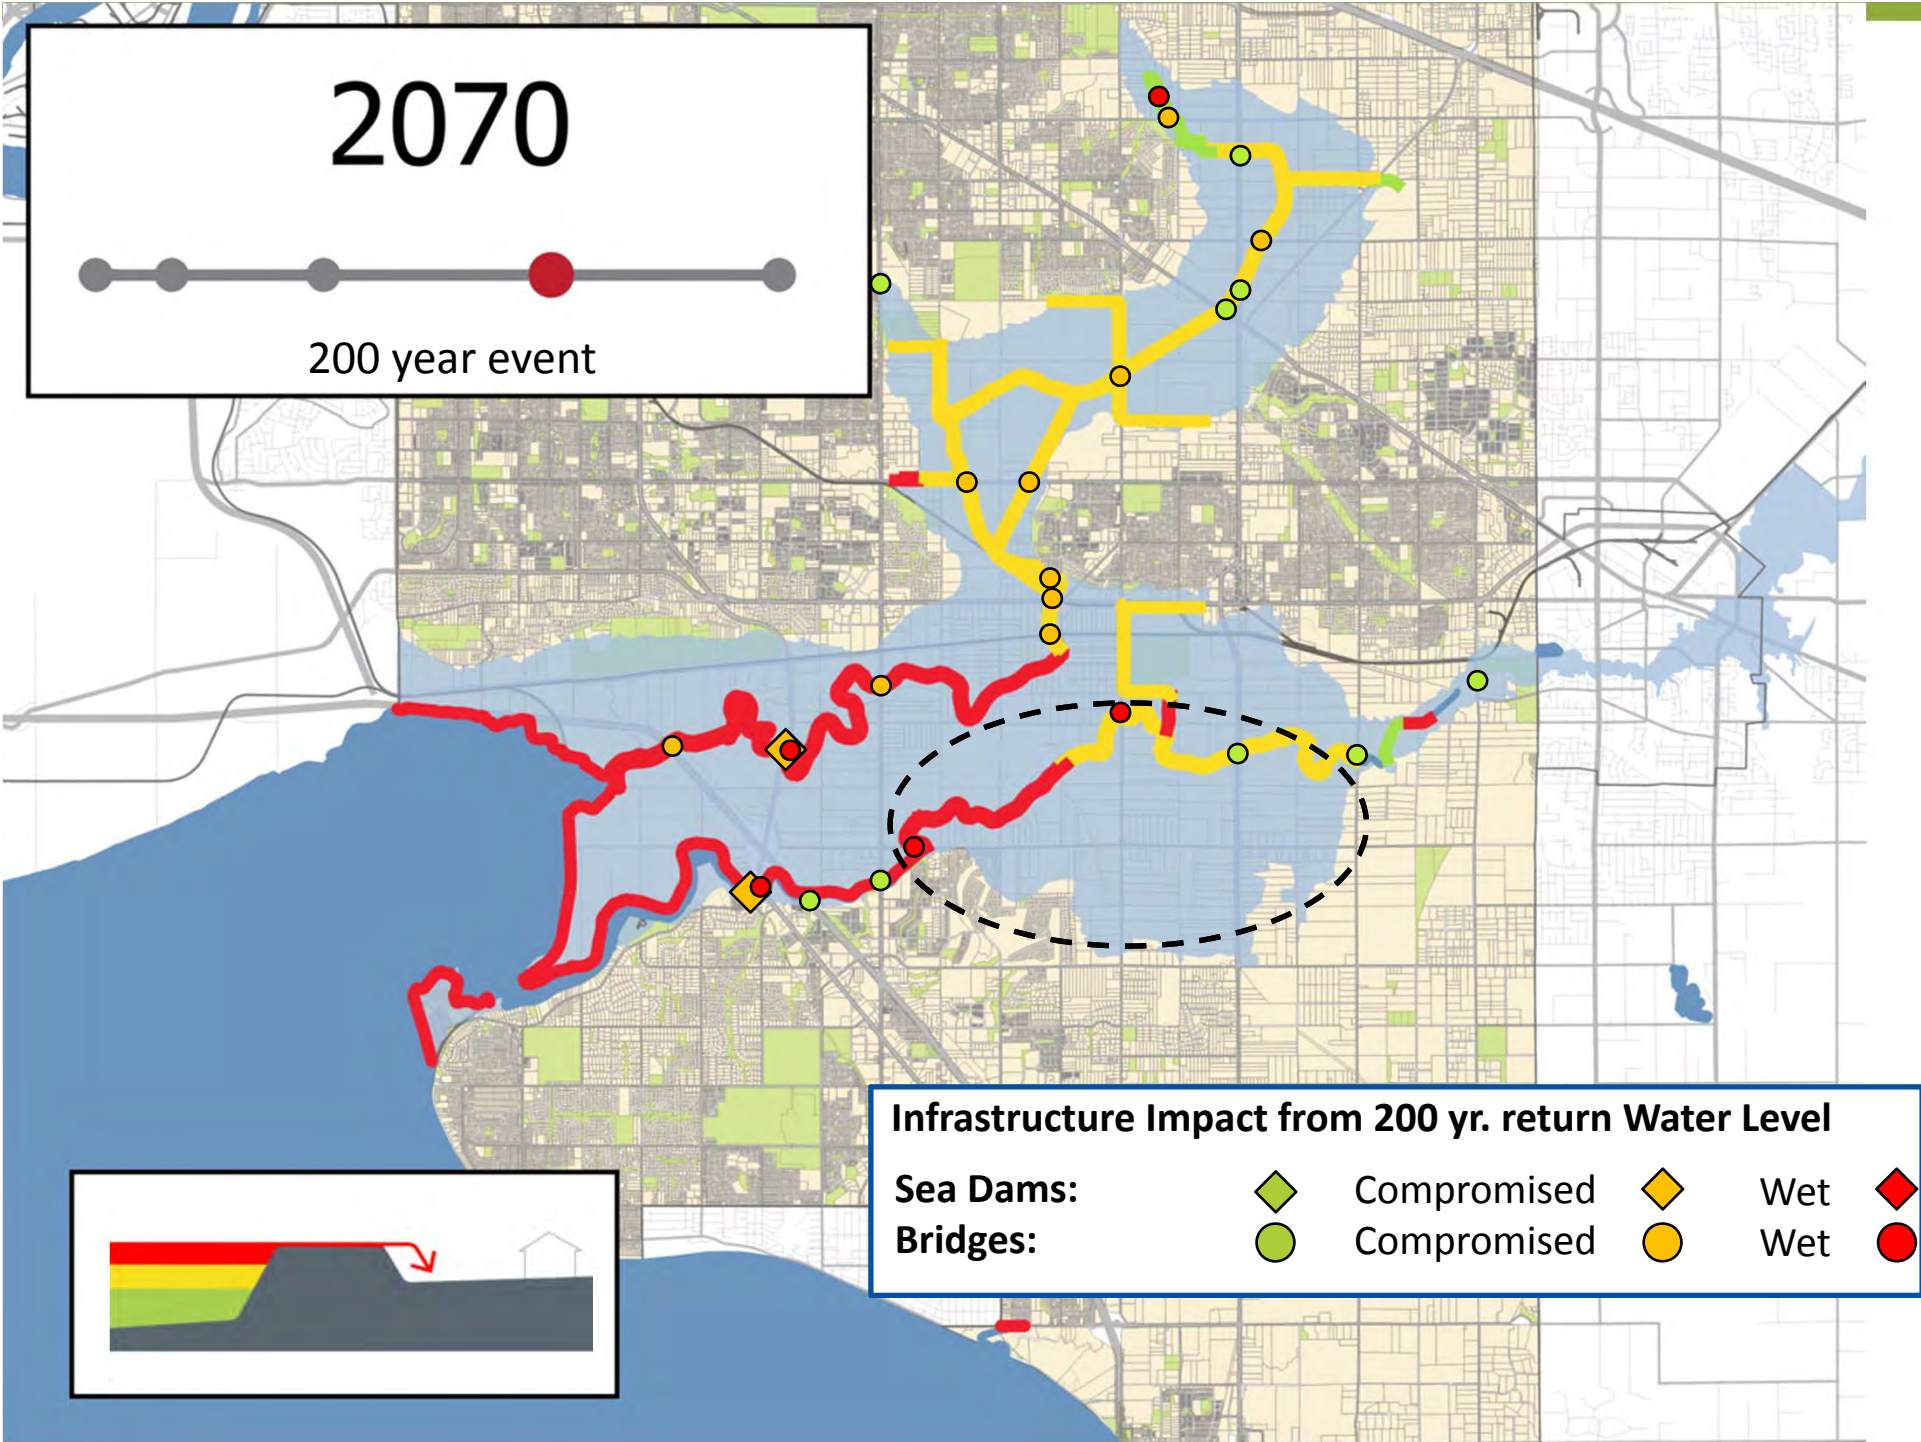 2070
200 year event
Infrastructure Impact from 200 yr. return Water Level
Sea Dams: Compromised Wet
Bridges: Compromised Wet